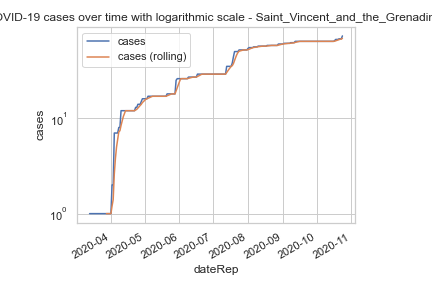 OVID-19 cases over time with logarithmic scale - Saint_Vincent_and_the_Grenadin
cases
cases (rolling)
10¹
10⁰
cases
2020-04
2020-05
2020-06
2020-07
2020-08
2020-09
2020-10
2020-11
dateRep